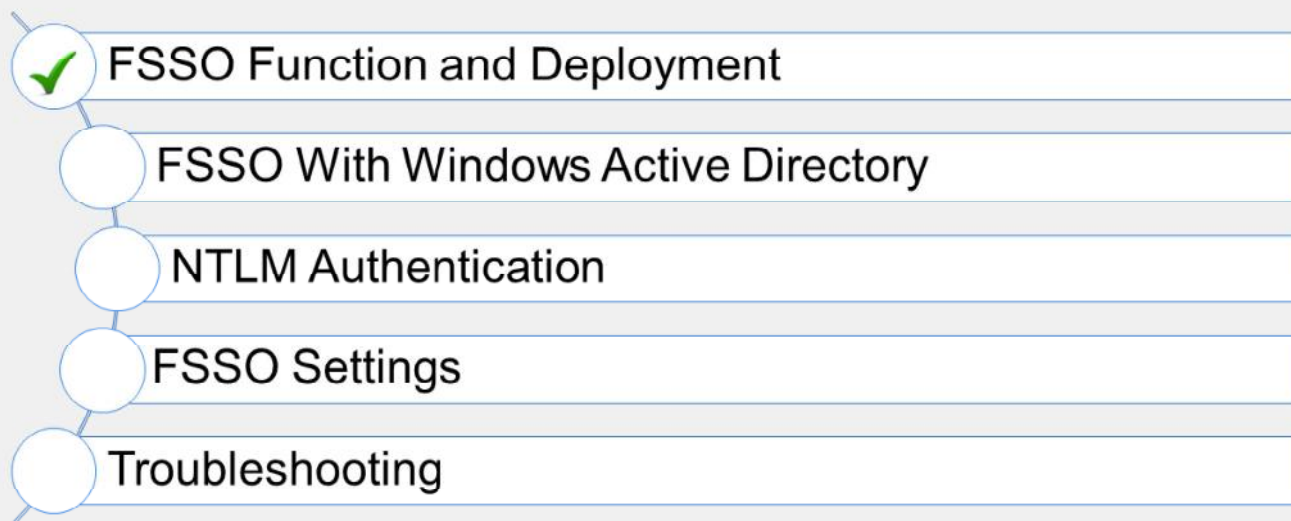 FSSO Function and Deployment
FSSO With Windows Active Directory
NTLM Authentication
FSSO Settings
Troubleshooting